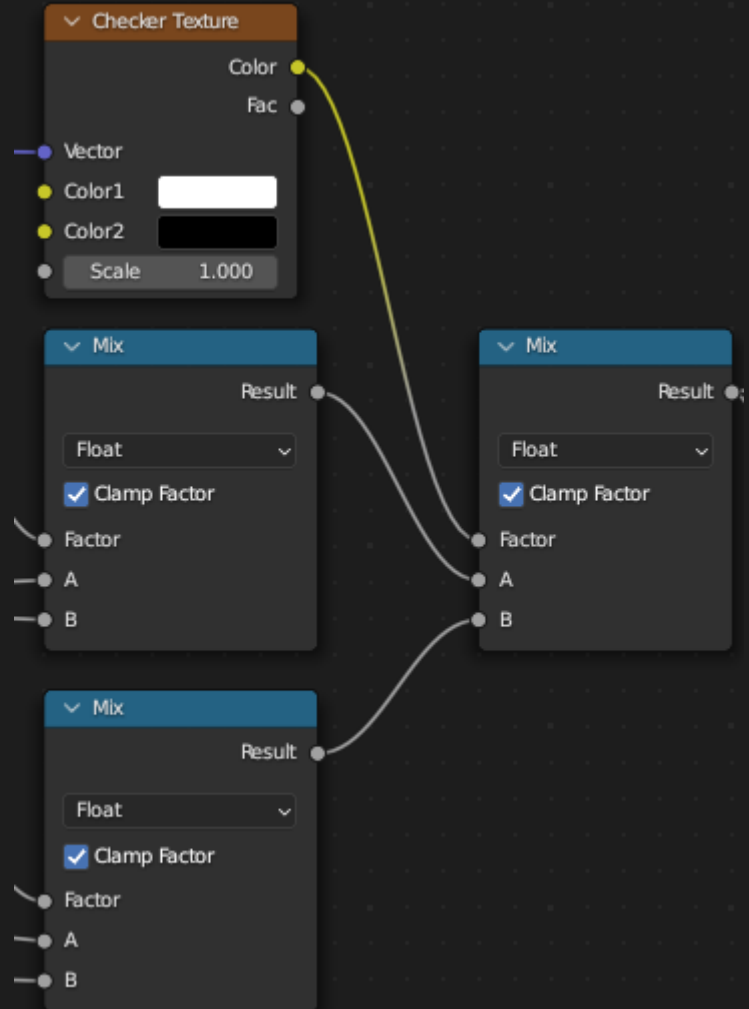 Checker Texture
Color
Fac
Vector
Color1
Color2
Scale 1.000
Mix
Result
Float
Clamp Factor
Factor
A
B
Mix
Result
Float
Clamp Factor
Factor
A
B
Mix
Result
Float
Clamp Factor
Factor
A
B